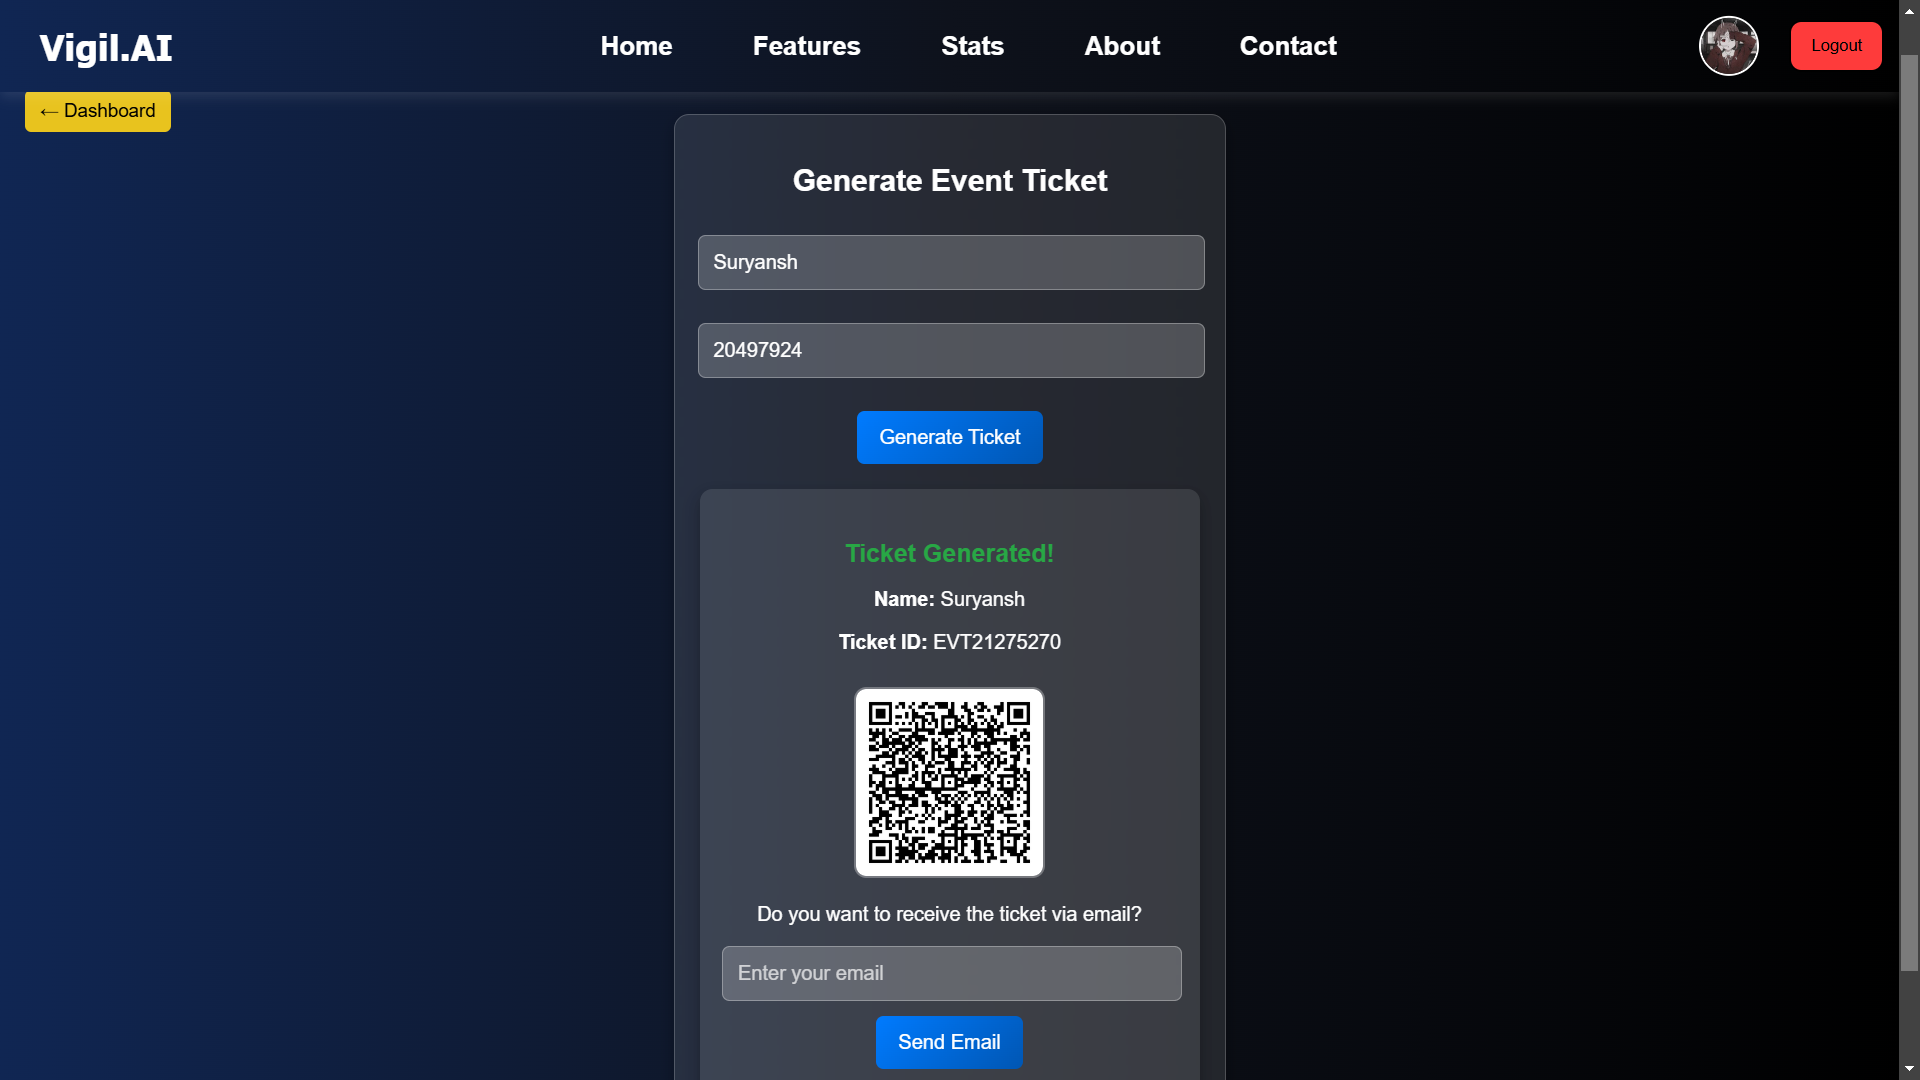 Vigil.AI
Home
Features
Stats
About
Contact
Logout
← Dashboard
Generate Event Ticket
Suryansh
20497924
Generate Ticket
Ticket Generated!
Name: Suryansh
Ticket ID: EVT21275270
Do you want to receive the ticket via email?
Enter your email
Send Email